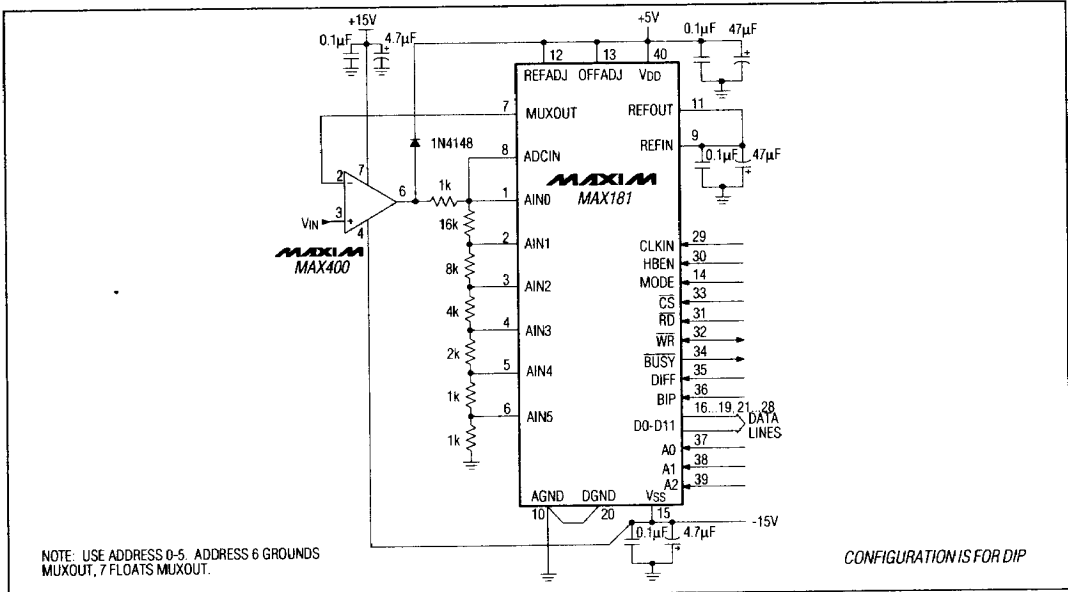 +15V
+5V
0.1µF
4.7µF
0.1µF
47µF
12
13
40
REFADJ
OFFADJ
VDD
7
MUXOUT
REFOUT
11
1N4148
REFIN
9
8
ADCIN
0.1µF
47µF
MAXIM
MAX181
7
2
-
6
1k
1
AIN0
VIN
3
+
4
16k
MAXIM
MAX400
2
AIN1
CLKIN
29
8k
HBEN
30
3
AIN2
MODE
14
4k
CS
33
4
AIN3
RD
31
2k
WR
32
5
AIN4
BUSY
34
1k
DIFF
35
6
AIN5
BIP
36
1k
D0-D11
16...19, 21...28
DATA
LINES
A0
37
A1
38
A2
39
AGND
DGND
VSS
10
20
15
-15V
0.1µF
4.7µF
NOTE: USE ADDRESS 0-5. ADDRESS 6 GROUNDS
MUXOUT, 7 FLOATS MUXOUT.
CONFIGURATION IS FOR DIP